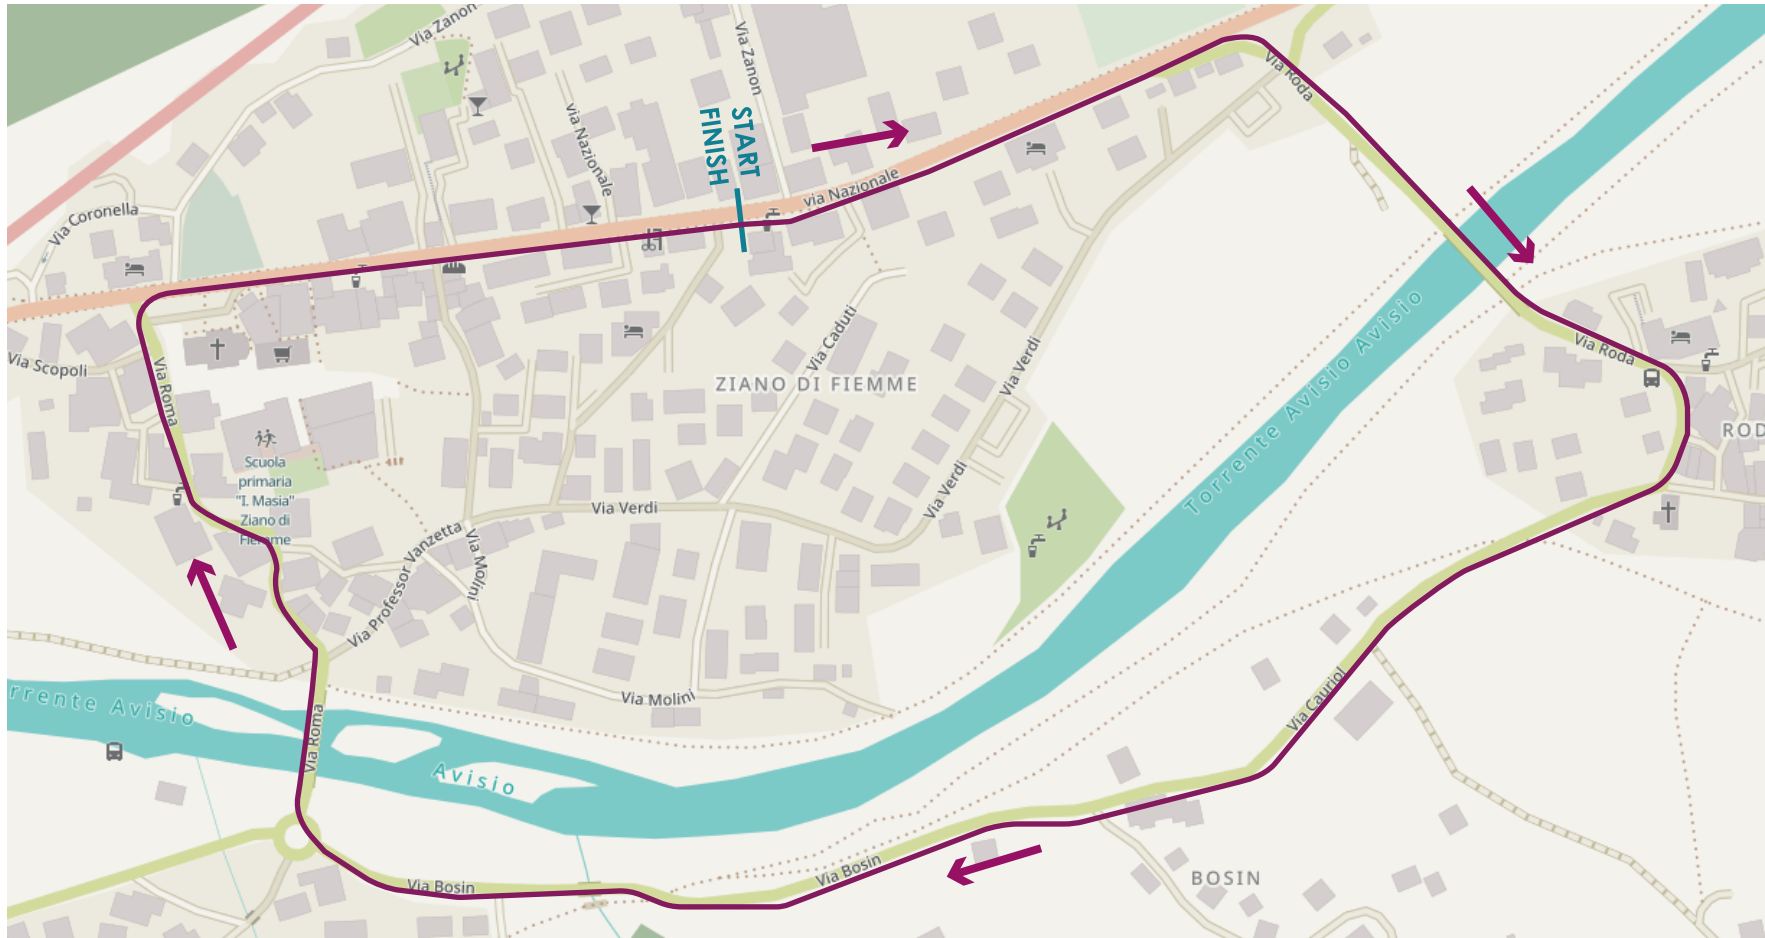 Via Zanon
Via Zanon
START
FINISH
Via Roda
via Nazionale
via Nazionale
Via Coronella
Via Scopoli
Via Roma
Via Caduti
ZIANO DI FIEMME
Via Verdi
Torrente Avisio Avisio
Via Roda
ROD
Scuola
primaria
"I. Masia"
Ziano di
Fiemme
Via Verdi
Via Verdi
Via Professor Vanzetta
Via Molini
Via Molini
rrente Avisio
Via Roma
Avisio
Via Cauriol
Via Bosin
Via Bosin
BOSIN